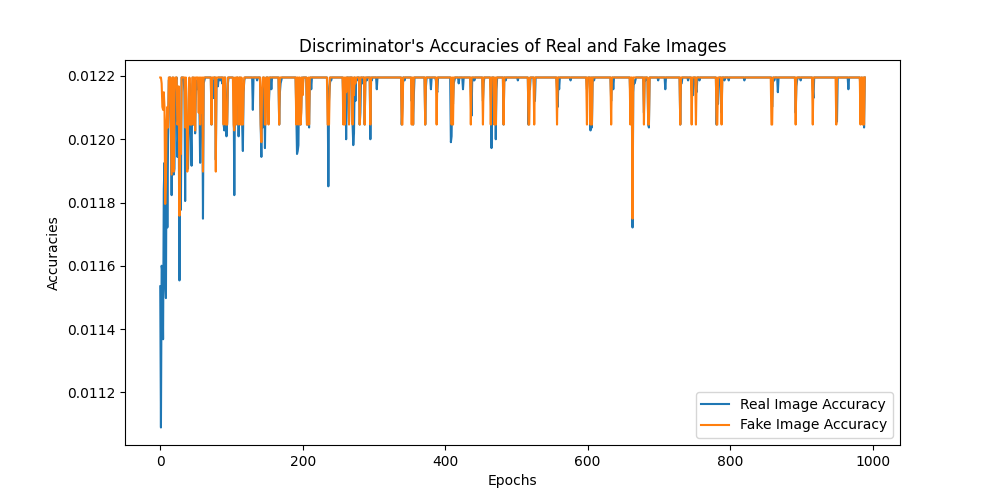 Discriminator's Accuracies of Real and Fake Images
0.0122
0.0120
0.0118
0.0116
0.0114
0.0112
Accuracies
0
200
400
600
800
1000
Epochs
Real Image Accuracy
Fake Image Accuracy